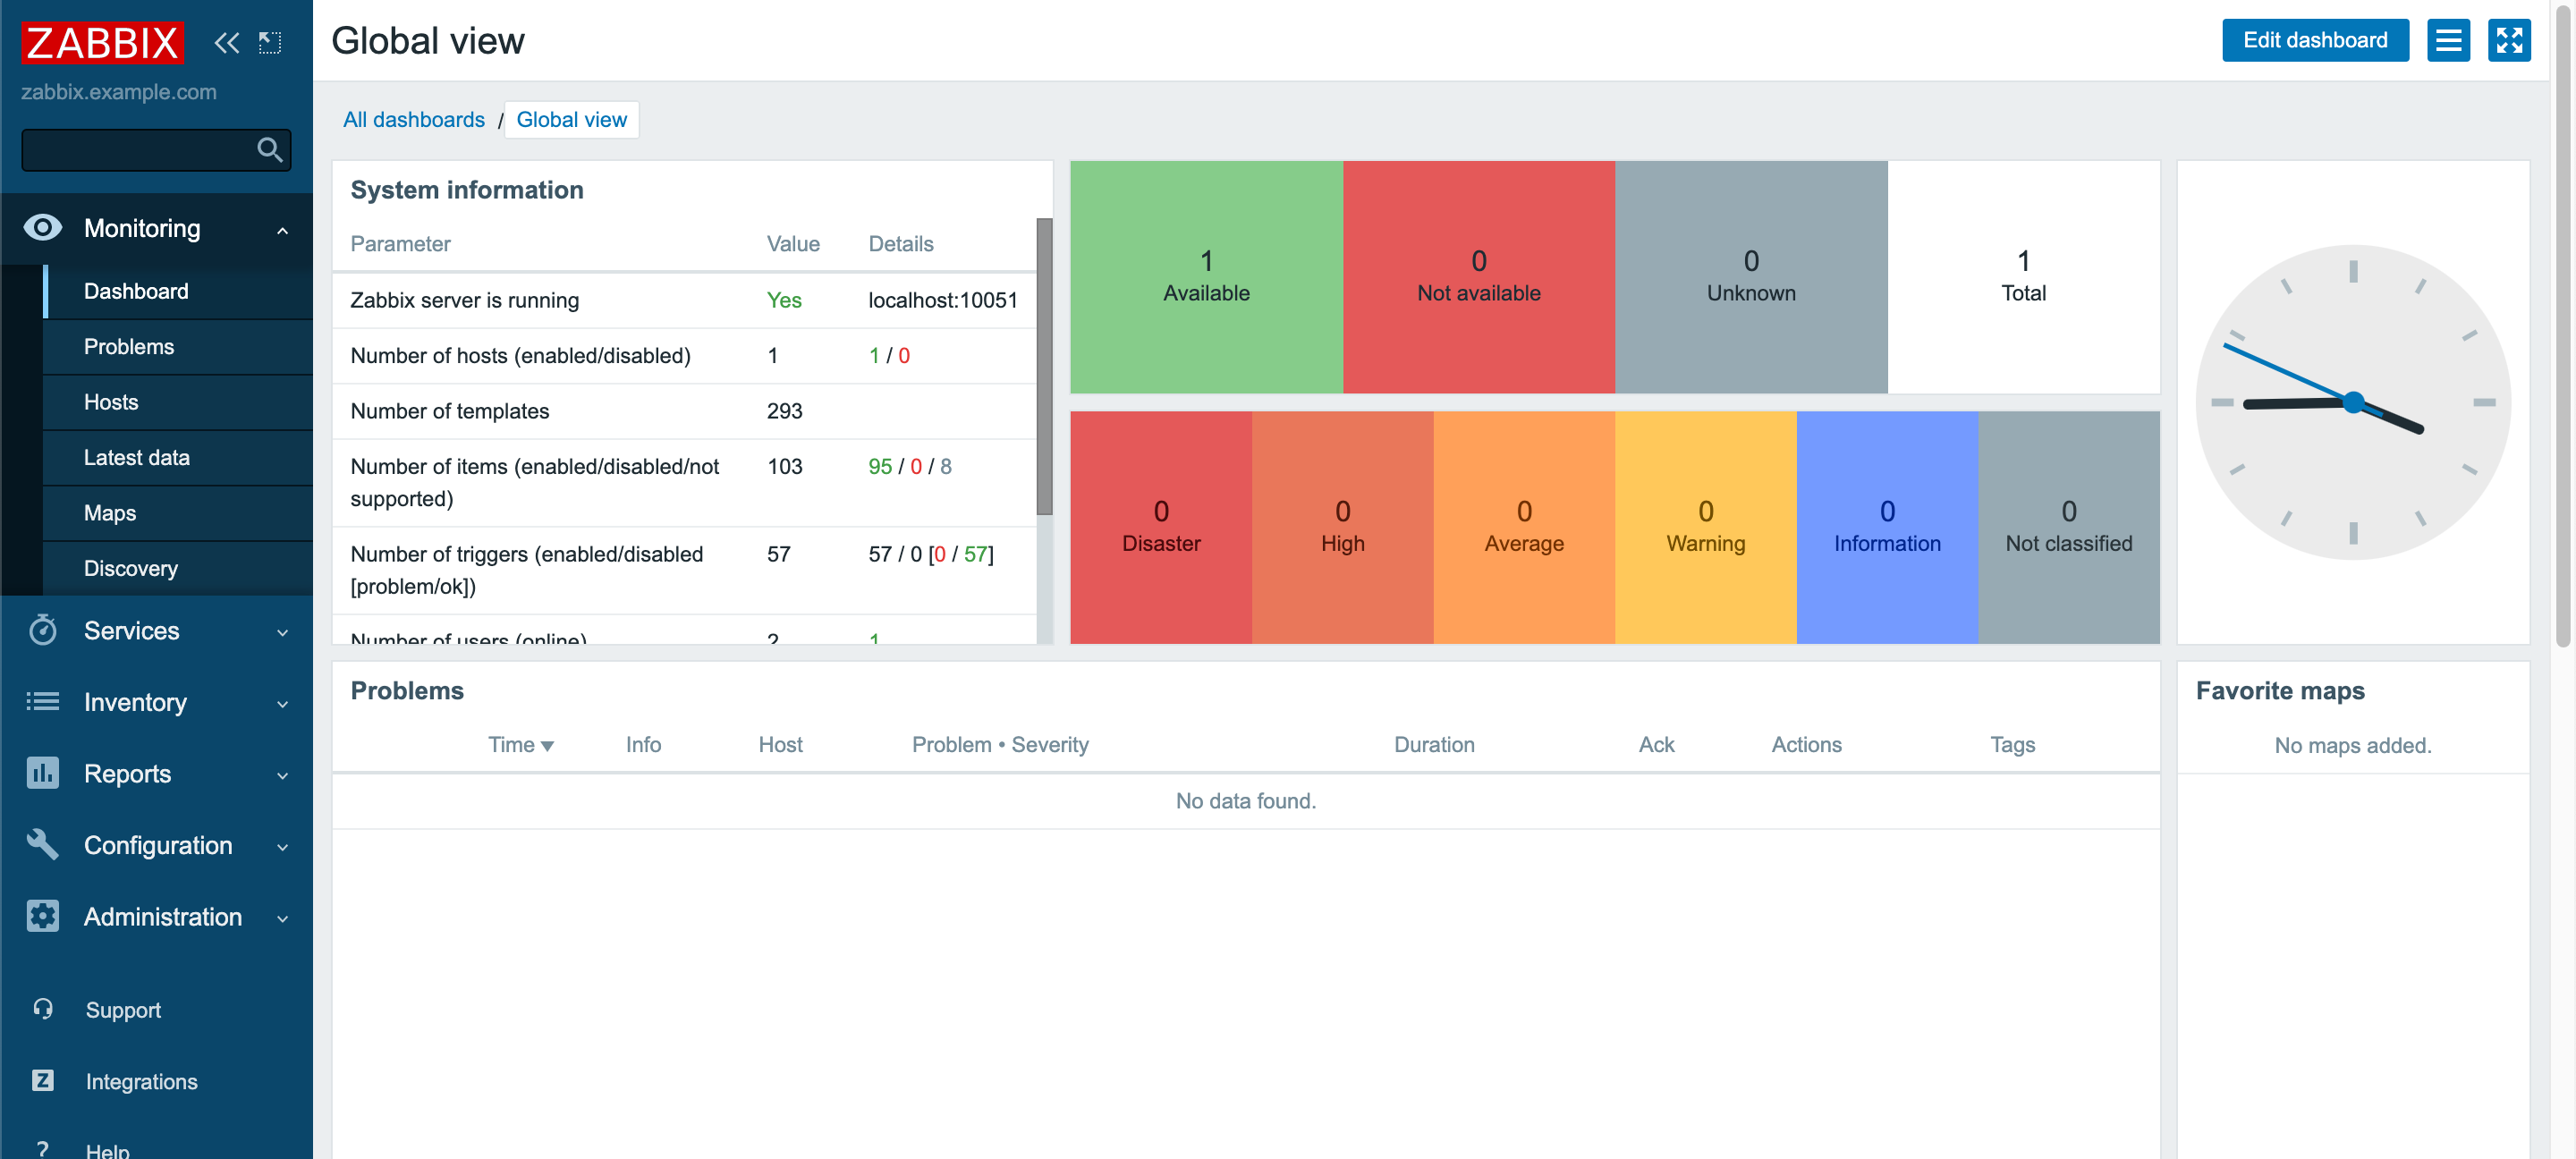 ZABBIX
zabbix.example.com
Monitoring
Dashboard
Problems
Hosts
Latest data
Maps
Discovery
Services
Inventory
Reports
Configuration
Administration
Support
Z Integrations
? Help
Global view
Edit dashboard
All dashboards / Global view
System information
Parameter Value Details
Zabbix server is running Yes localhost:10051
Number of hosts (enabled/disabled) 1 1 / 0
Number of templates 293
Number of items (enabled/disabled/not 103 95 / 0 / 8
supported)
Number of triggers (enabled/disabled 57 57 / 0 [0 / 57]
[problem/ok])
Number of users (online) 2 1
1 0 0 1
Available Not available Unknown Total
0 0 0 0 0 0
Disaster High Average Warning Information Not classified
Problems
Time Info Host Problem • Severity Duration Ack Actions Tags
No data found.
Favorite maps
No maps added.